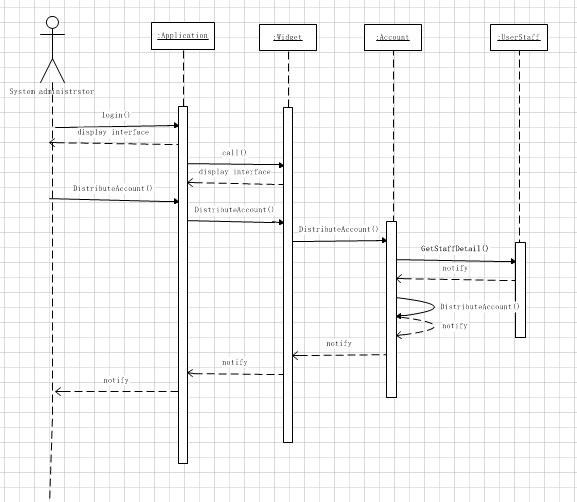 :Application
:Widget
:Account
:UserStaff
System administrstor
login()
display interface
call()
display interface
DistributeAccount()
DistributeAccount()
DistributeAccount()
GetStaffDetail()
notify
DistributeAccount()
notify
notify
notify
notify